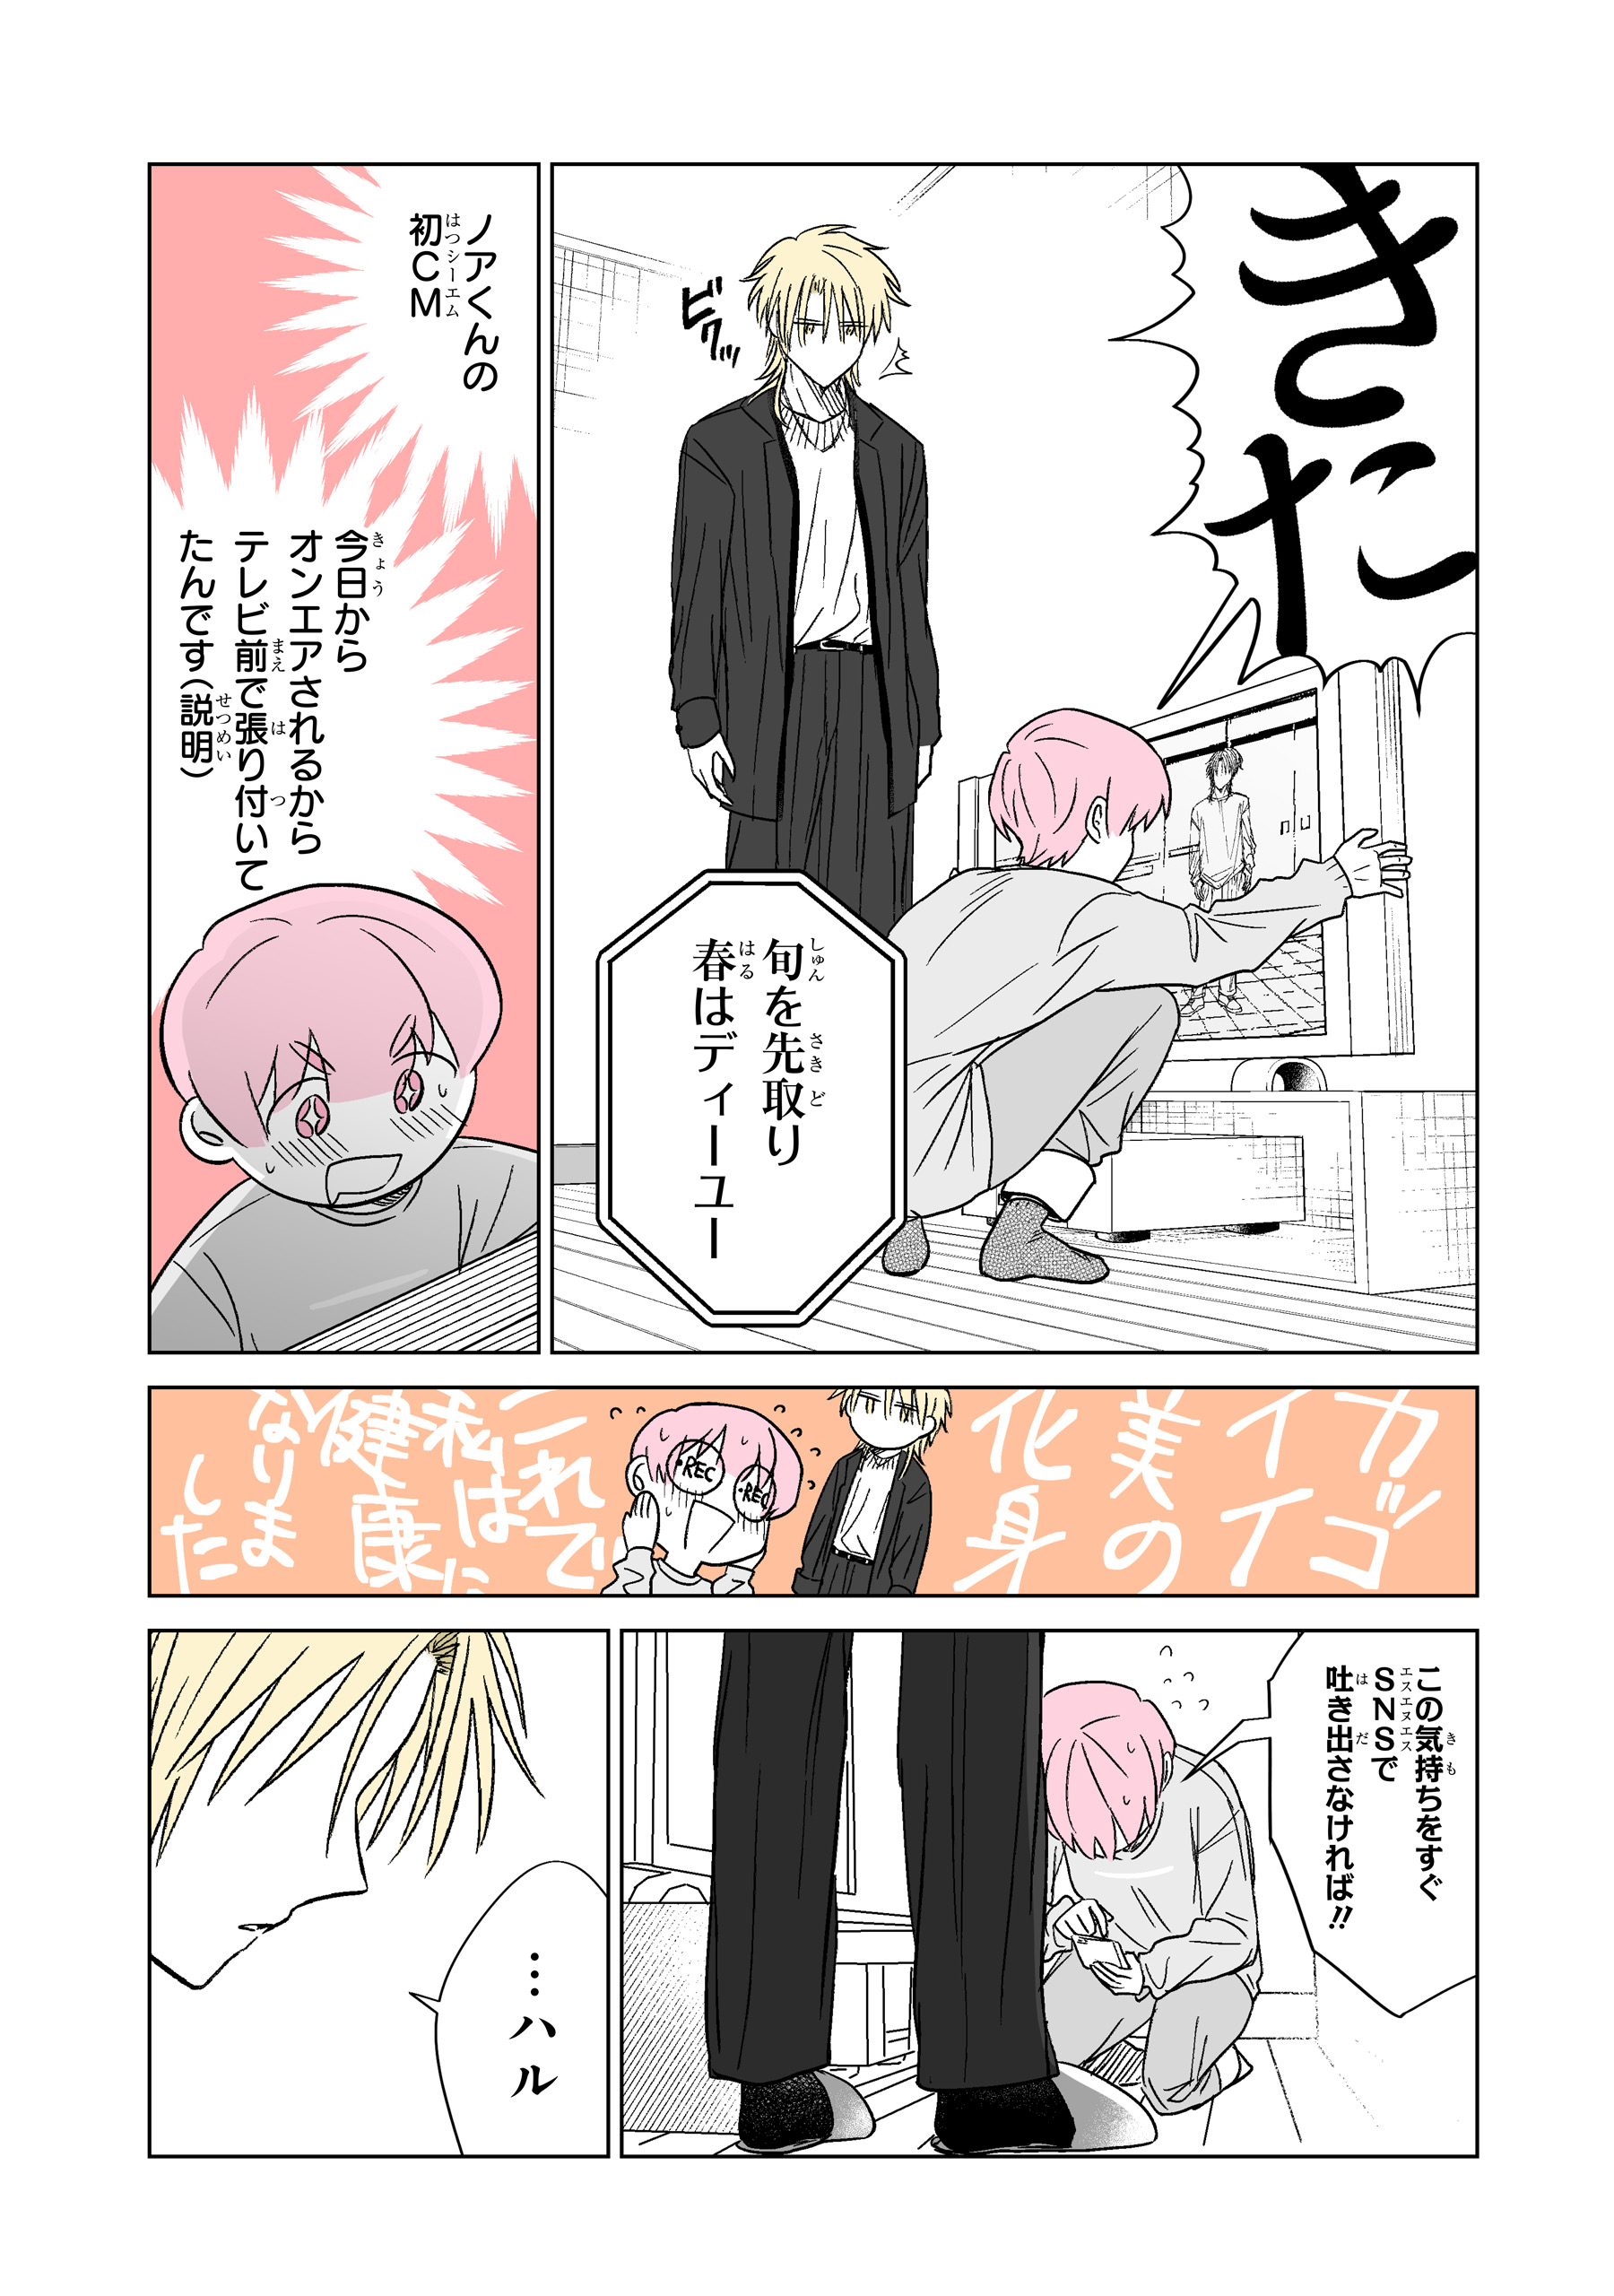 きた
ビクッ
旬を先取り
春はディーユー
ノアくんの
初CM
今日から
オンエアされるから
テレビ前で張り付いて
たんです(説明)
カゴ
イイ
美の
化身
•REC
•REC
これで
私は
健康に
なりま
した
この気持ちをすぐ
SNSで
吐き出さなければ!!
…ハル